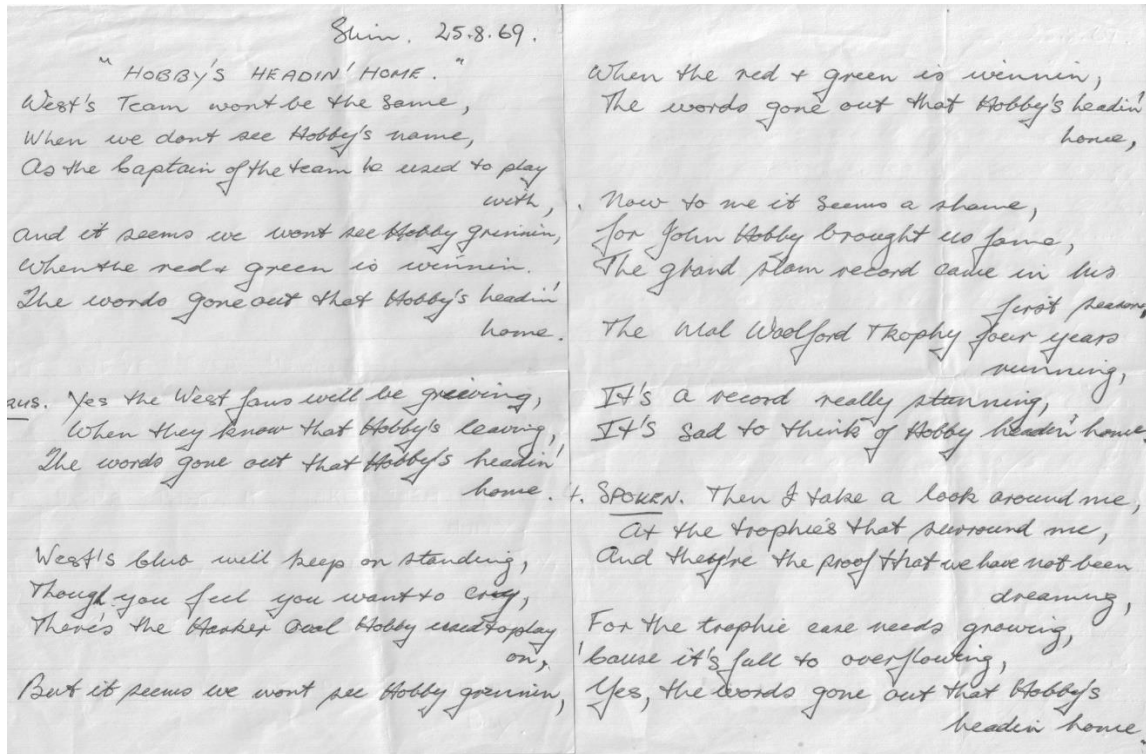 Slim. 25.8.69.
"HOBBY'S HEADIN' HOME."
West's Team wont be the same,
When we dont see Hobby's name,
As the Captain of the team he used to play
with,
And it seems we wont see Hobby grinnin,
When the red & green is winnin.
The words gone out that Hobby's headin'
home.
RUS. Yes the West fans will be grieving,
When they know that Hobby's leaving,
The words gone out that Hobby's headin'
home.
West's Club will keep on standing,
Though you feel you want to cry,
There's the Harker Oval Hobby used to play
on,
But it seems we wont see Hobby grinnin,
When the red + green is winnin,
The words gone out that Hobby's headin'
home,
Now to me it seems a shame,
for John Hobby brought us fame,
The grand slam record came in his
first season,
The Mal Woolford Trophy four years
running,
It's a record really stunning,
It's sad to think of Hobby headin' home.
4. SPOKEN. Then I take a look around me,
At the trophie's that surround me,
And they're the proof that we have not been
dreaming,
For the trophie case needs growing,
'Cause it's full to overflowing,
Yes, the words gone out that Hobby's
headin home.